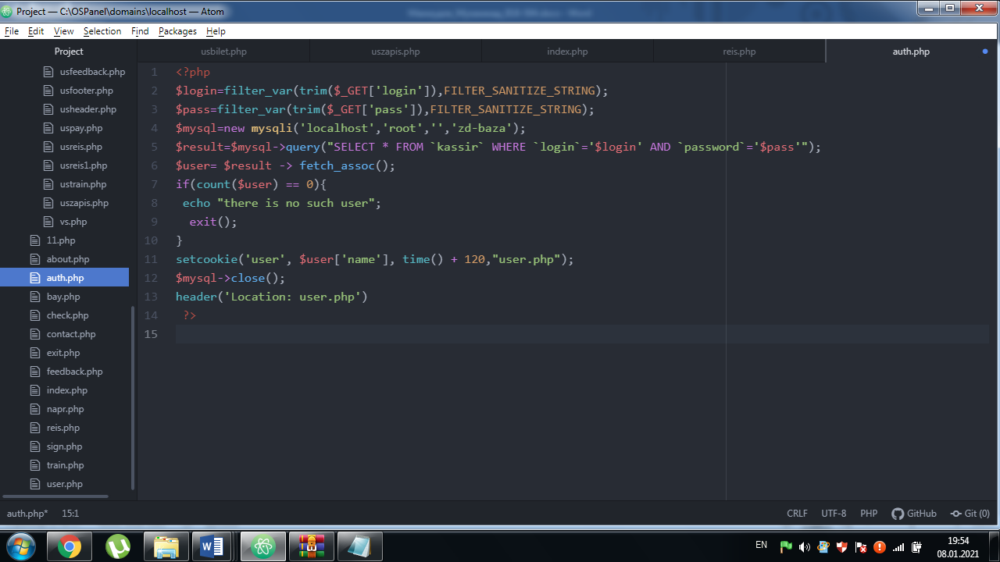 Project — C:\OSPanel\domains\localhost — Atom
File Edit View Selection Find Packages Help
Project
usbilet.php
uszapis.php
index.php
reis.php
auth.php
usfeedback.php
usfooter.php
usheader.php
uspay.php
usreis.php
usreis1.php
ustrain.php
uszapis.php
vs.php
11.php
about.php
auth.php
bay.php
check.php
contact.php
exit.php
feedback.php
index.php
napr.php
reis.php
sign.php
train.php
user.php
1 <?php
2 $login=filter_var(trim($_GET['login']),FILTER_SANITIZE_STRING);
3 $pass=filter_var(trim($_GET['pass']),FILTER_SANITIZE_STRING);
4 $mysql=new mysqli('localhost','root','','zd-baza');
5 $result=$mysql->query("SELECT * FROM `kassir` WHERE `login`='$login' AND `password`='$pass'");
6 $user= $result -> fetch_assoc();
7 if(count($user) == 0){
8 echo "there is no such user";
9 exit();
10 }
11 setcookie('user', $user['name'], time() + 120,"user.php");
12 $mysql->close();
13 header('Location: user.php')
14 ?>
15
auth.php* 15:1
CRLF UTF-8 PHP GitHub Git (0)
EN
19:54
08.01.2021